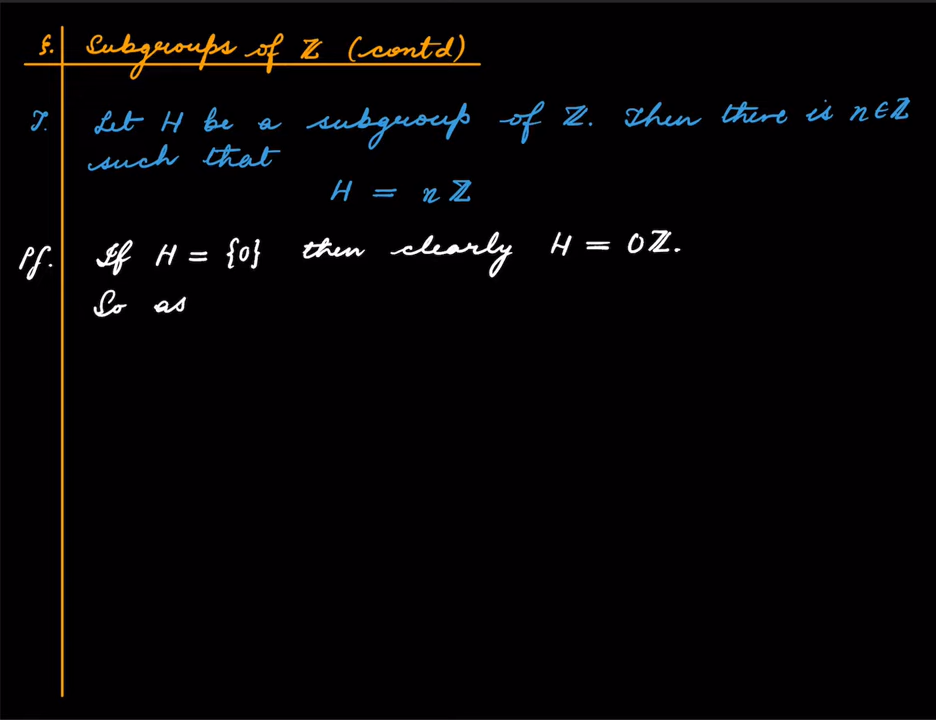 §. Subgroups of ℤ (contd)
T. Let H be a subgroup of ℤ. Then there is n∈ℤ
such that
H = nℤ
Pf. If H = {0} then clearly H = 0ℤ.
So as